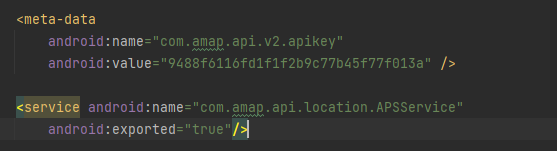 <meta-data
android:name="com.amap.api.v2.apikey"
android:value="9488f6116fd1f1f2b9c77b45f77f013a" />
<service android:name="com.amap.api.location.APSService"
android:exported="true"/>